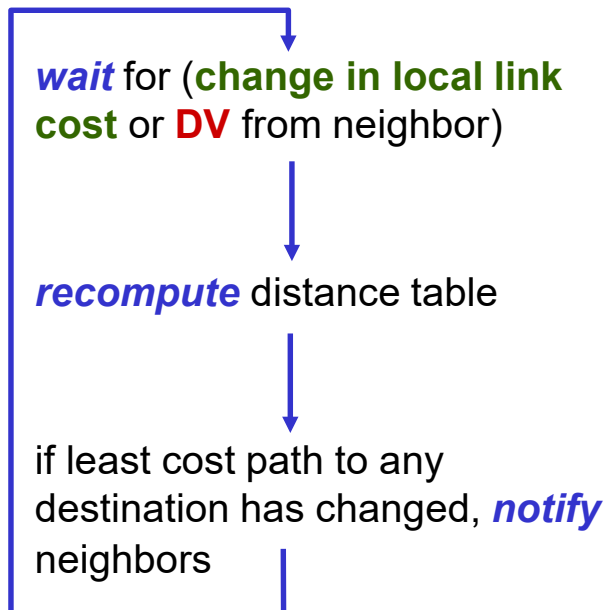 wait for (change in local link
cost or DV from neighbor)
recompute distance table
if least cost path to any
destination has changed, notify
neighbors